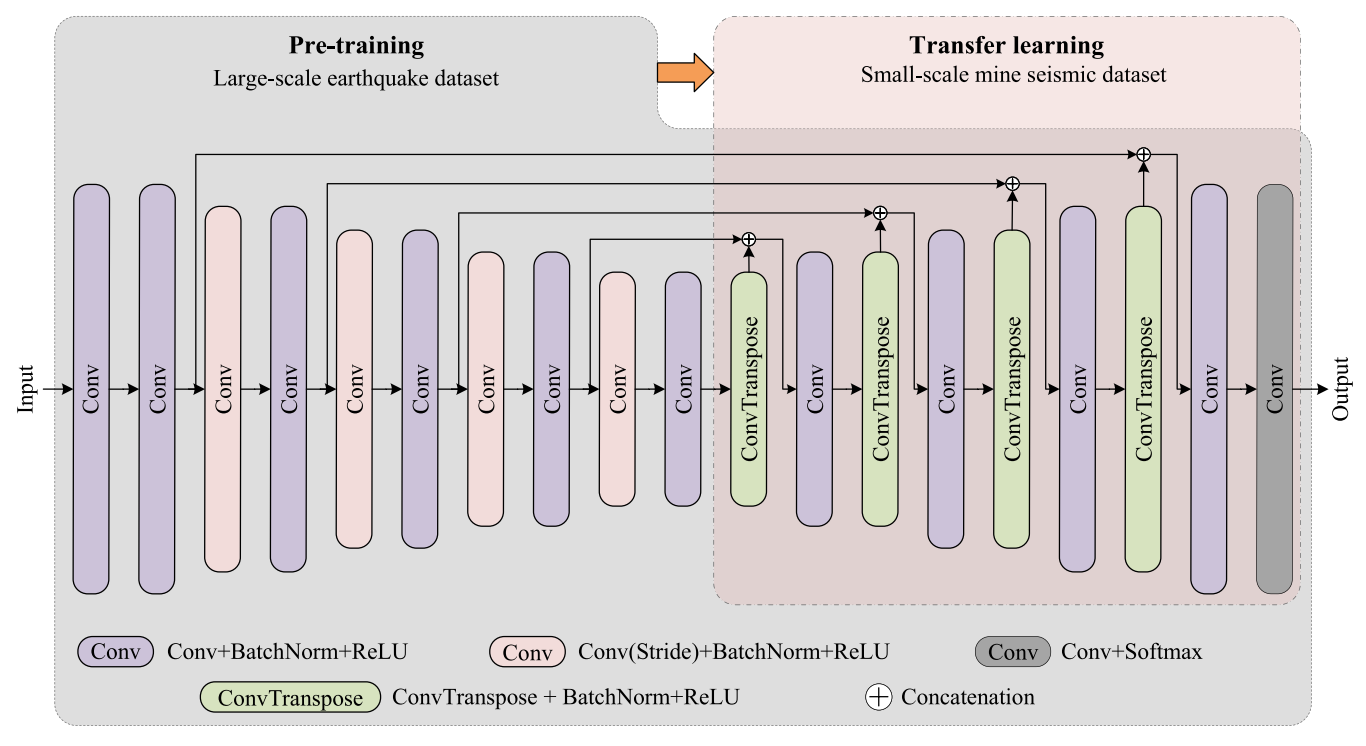 Pre-training
Large-scale earthquake dataset
Transfer learning
Small-scale mine seismic dataset
Input
Conv
Conv
Conv
Conv
Conv
Conv
Conv
Conv
Conv
Conv
ConvTranspose
Conv
ConvTranspose
Conv
ConvTranspose
Conv
ConvTranspose
Conv
Conv
Output
Conv Conv+BatchNorm+ReLU Conv Conv(Stride)+BatchNorm+ReLU Conv Conv+Softmax
ConvTranspose ConvTranspose + BatchNorm+ReLU Concatenation